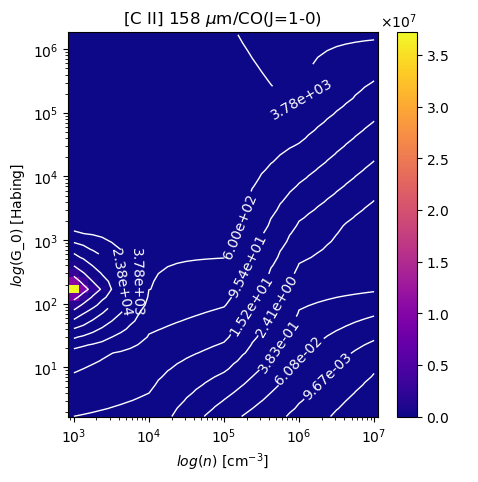 [C II] 158 μm/CO(J=1-0)
×10⁷
log(G_0) [Habing]
10⁶
10⁵
10⁴
10³
10²
10¹
3.78e+03
6.00e+02
9.54e+01
1.52e+01
2.41e+00
3.83e-01
6.08e-02
9.67e-03
2.38e+04
3.78e+03
10³ 10⁴ 10⁵ 10⁶ 10⁷
log(n) [cm⁻³]
3.5
3.0
2.5
2.0
1.5
1.0
0.5
0.0